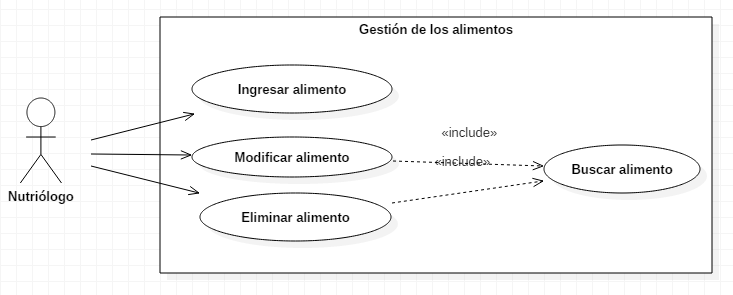 Gestión de los alimentos
Ingresar alimento
«include»
Modificar alimento
«include»
Buscar alimento
Nutriólogo
Eliminar alimento